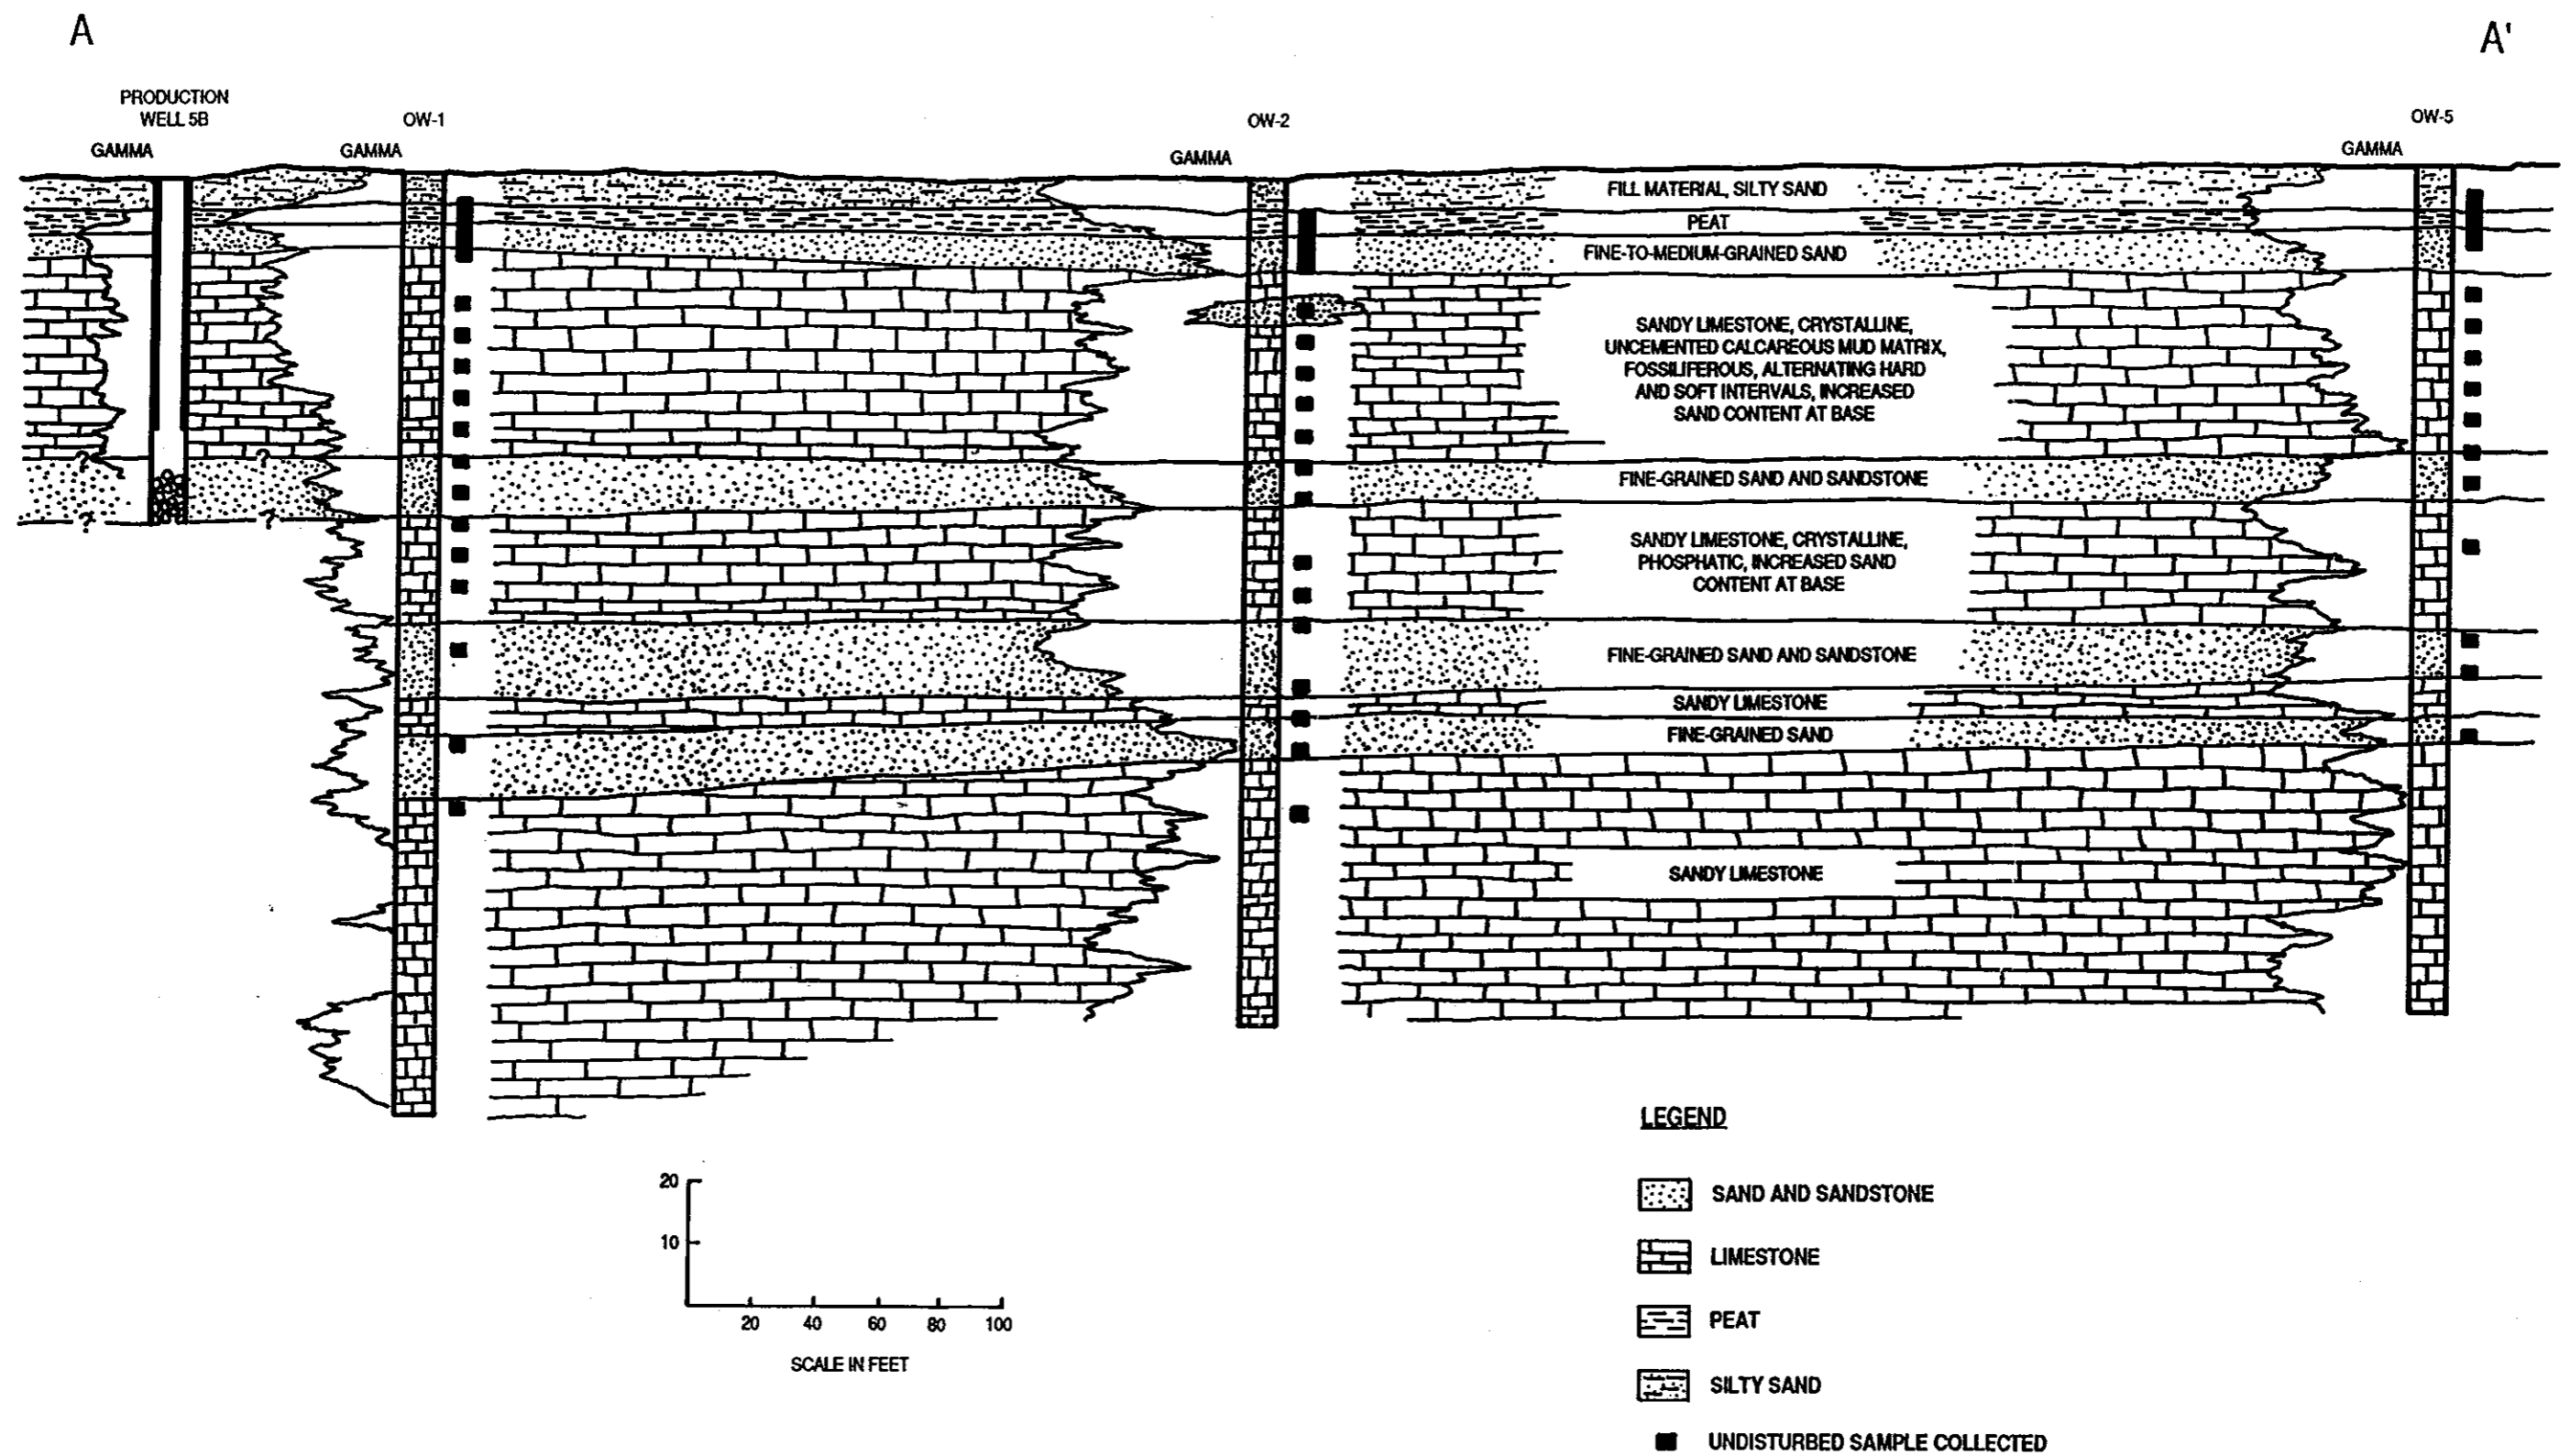 A
A'
PRODUCTION
WELL 5B
OW-1
OW-2
OW-5
GAMMA
GAMMA
GAMMA
GAMMA
FILL MATERIAL, SILTY SAND
PEAT
FINE-TO-MEDIUM-GRAINED SAND
SANDY LIMESTONE, CRYSTALLINE,
UNCEMENTED CALCAREOUS MUD MATRIX,
FOSSILIFEROUS, ALTERNATING HARD
AND SOFT INTERVALS, INCREASED
SAND CONTENT AT BASE
? ?
FINE-GRAINED SAND AND SANDSTONE
? ?
SANDY LIMESTONE, CRYSTALLINE,
PHOSPHATIC, INCREASED SAND
CONTENT AT BASE
FINE-GRAINED SAND AND SANDSTONE
SANDY LIMESTONE
FINE-GRAINED SAND
SANDY LIMESTONE
20
10
20 40 60 80 100
SCALE IN FEET
LEGEND
SAND AND SANDSTONE
LIMESTONE
PEAT
SILTY SAND
UNDISTURBED SAMPLE COLLECTED